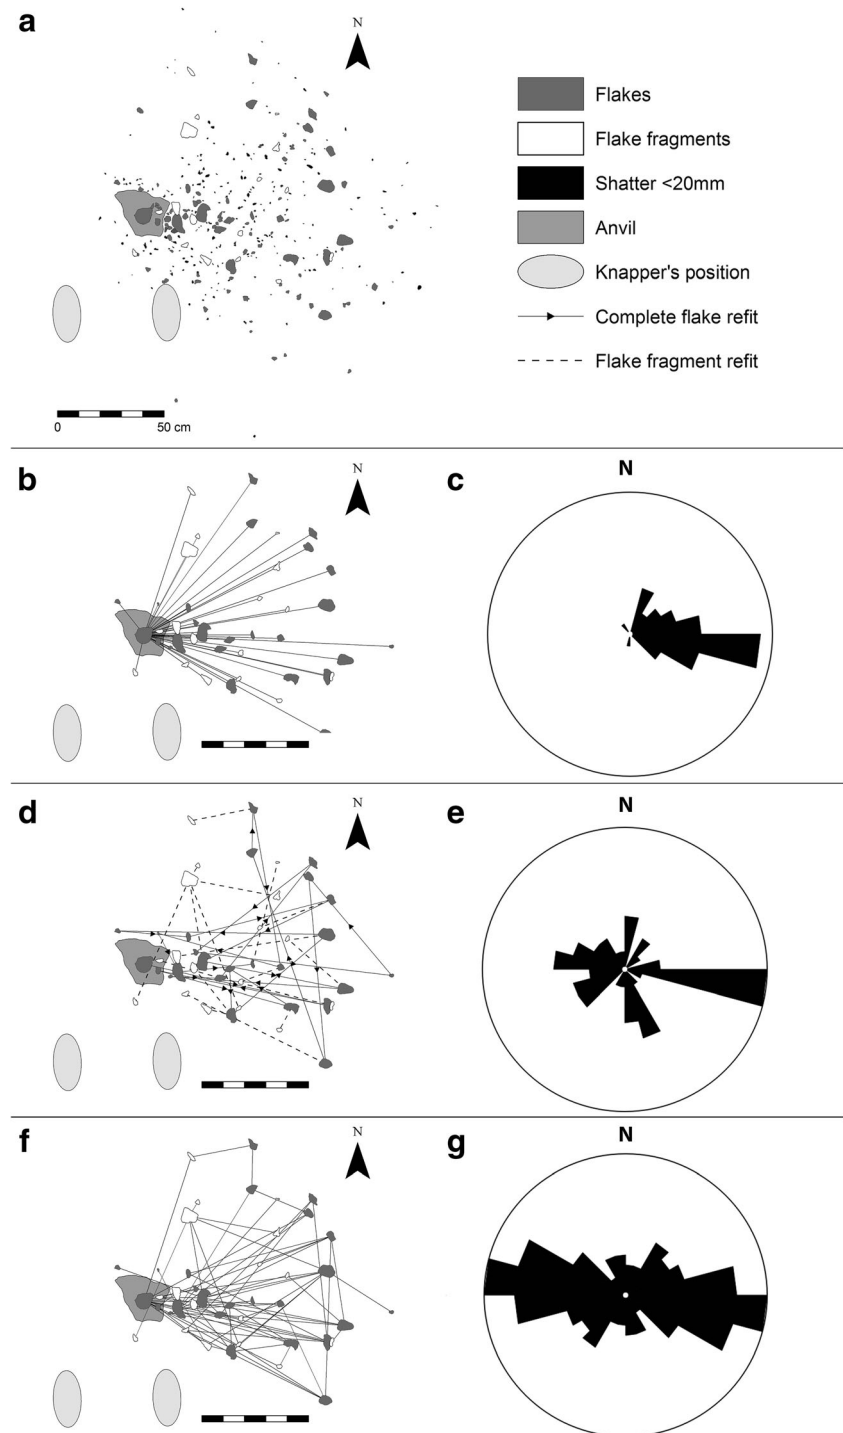 a
N
Flakes
Flake fragments
Shatter <20mm
Anvil
Knapper's position
Complete flake refit
Flake fragment refit
0 50 cm
b
N
c
N
d
N
e
N
f
N
g
N